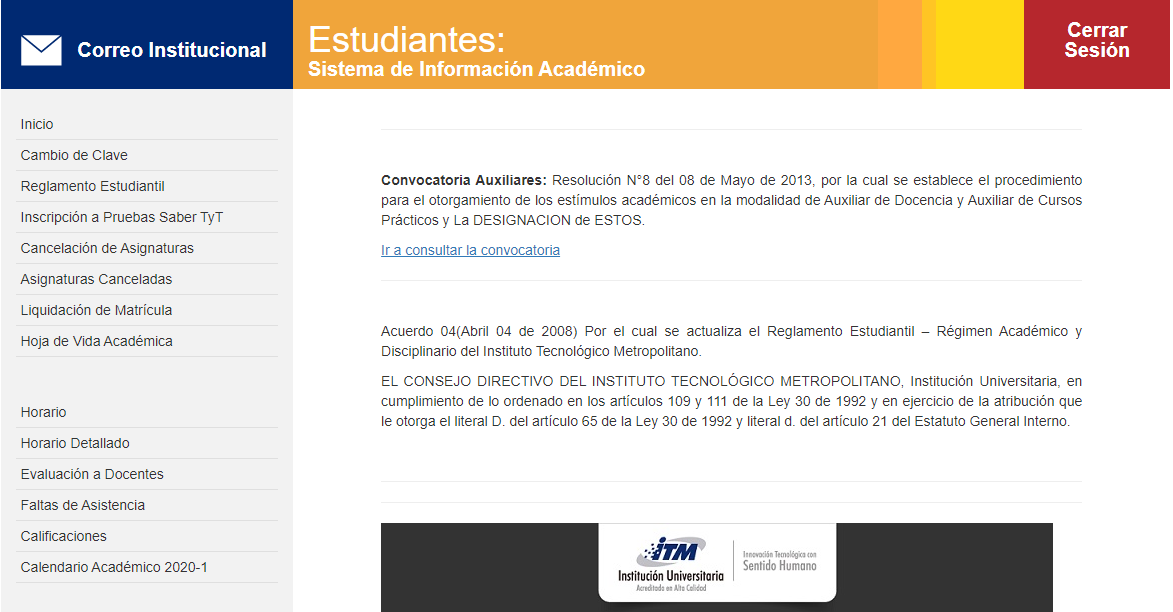 Correo Institucional
Estudiantes:
Sistema de Información Académico
Cerrar
Sesión
Inicio
Cambio de Clave
Reglamento Estudiantil
Inscripción a Pruebas Saber TyT
Cancelación de Asignaturas
Asignaturas Canceladas
Liquidación de Matrícula
Hoja de Vida Académica
Horario
Horario Detallado
Evaluación a Docentes
Faltas de Asistencia
Calificaciones
Calendario Académico 2020-1
Convocatoria Auxiliares: Resolución N°8 del 08 de Mayo de 2013, por la cual se establece el procedimiento
para el otorgamiento de los estímulos académicos en la modalidad de Auxiliar de Docencia y Auxiliar de Cursos
Prácticos y La DESIGNACION de ESTOS.
Ir a consultar la convocatoria
Acuerdo 04(Abril 04 de 2008) Por el cual se actualiza el Reglamento Estudiantil – Régimen Académico y
Disciplinario del Instituto Tecnológico Metropolitano.
EL CONSEJO DIRECTIVO DEL INSTITUTO TECNOLÓGICO METROPOLITANO, Institución Universitaria, en
cumplimiento de lo ordenado en los artículos 109 y 111 de la Ley 30 de 1992 y en ejercicio de la atribución que
le otorga el literal D. del artículo 65 de la Ley 30 de 1992 y literal d. del artículo 21 del Estatuto General Interno.
iTM
Institución Universitaria
Acreditada en Alta Calidad
Innovación Tecnológica con
Sentido Humano